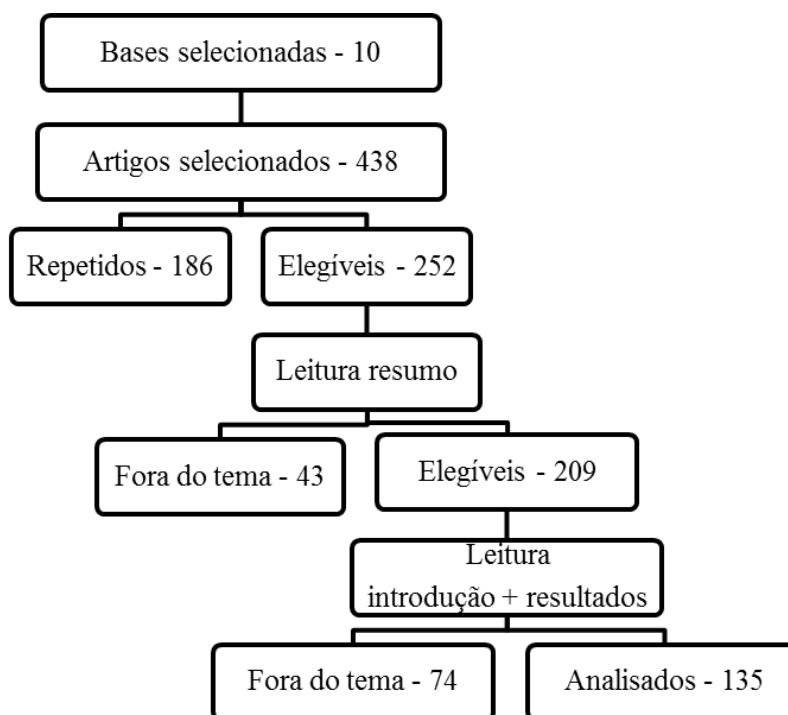 Bases selecionadas - 10
Artigos selecionados - 438
Repetidos - 186
Elegíveis - 252
Leitura resumo
Fora do tema - 43
Elegíveis - 209
Leitura
introdução + resultados
Fora do tema - 74
Analisados - 135